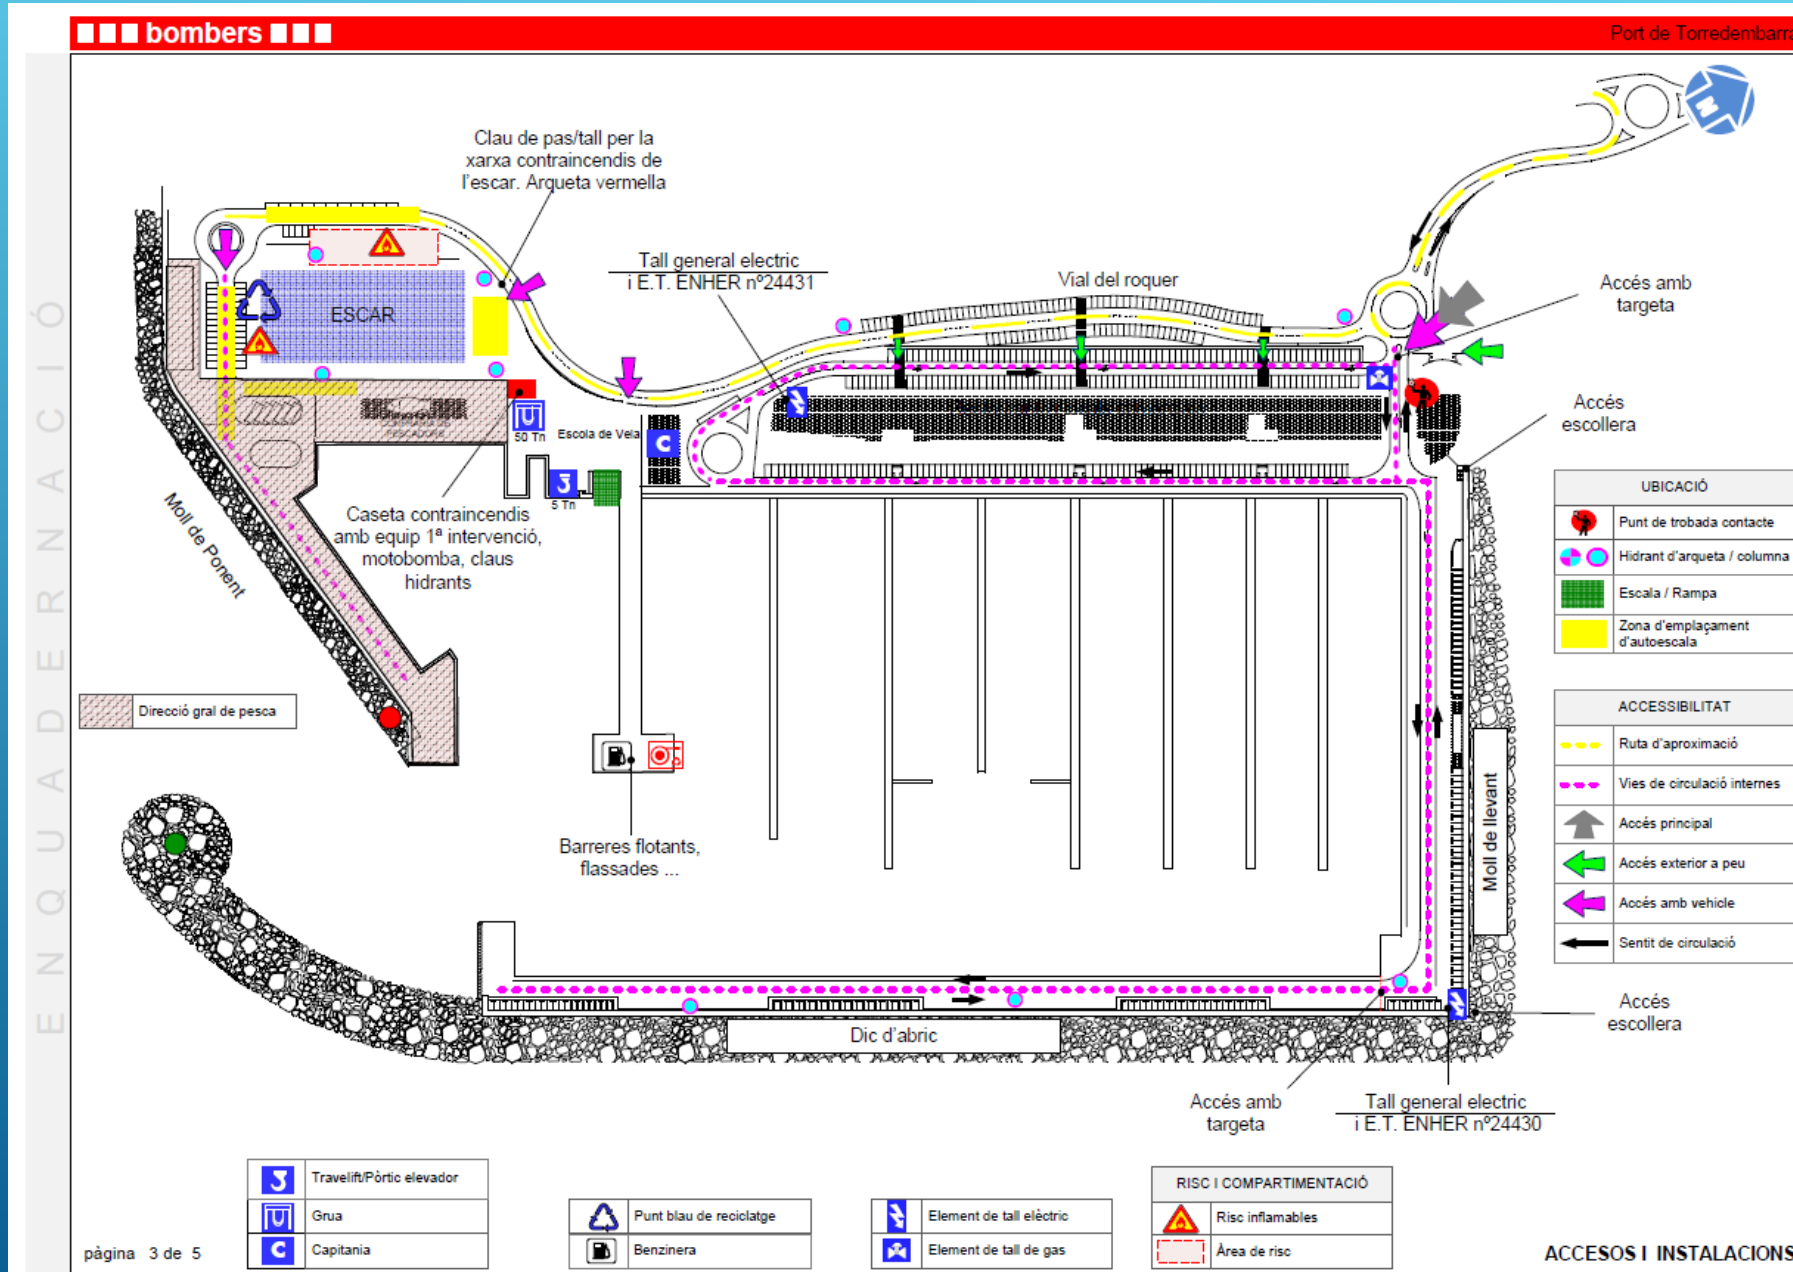 bombers
Port de Torredembarra
ENQUADERNACIÓ
Clau de pas/tall per la
xarxa contraincendis de
l'escar. Arqueta vermella
Tall general electric
i E.T. ENHER nº24431
Vial del roquer
Accés amb
targeta
ESCAR
Accés
escollera
50 Tn
Escola de Vela
C
5 Tn
Caseta contraincendis
amb equip 1ª intervenció,
motobomba, claus
hidrants
Moll de Ponent
UBICACIÓ
Punt de trobada contacte
Hidrant d'arqueta / columna
Escala / Rampa
Zona d'emplaçament
d'autoescala
Direcció gral de pesca
ACCESSIBILITAT
Ruta d'aproximació
Vies de circulació internes
Accés principal
Accés exterior a peu
Accés amb vehicle
Sentit de circulació
Barreres flotants,
flassades ...
Moll de llevant
Accés
escollera
Dic d'abric
Accés amb
targeta
Tall general electric
i E.T. ENHER nº24430
Travelift/Pòrtic elevador
Grua
C Capitania
Punt blau de reciclatge
Benzinera
Element de tall elèctric
Element de tall de gas
RISC I COMPARTIMENTACIÓ
Risc inflamables
Àrea de risc
pàgina 3 de 5
ACCESOS I INSTALACIONS